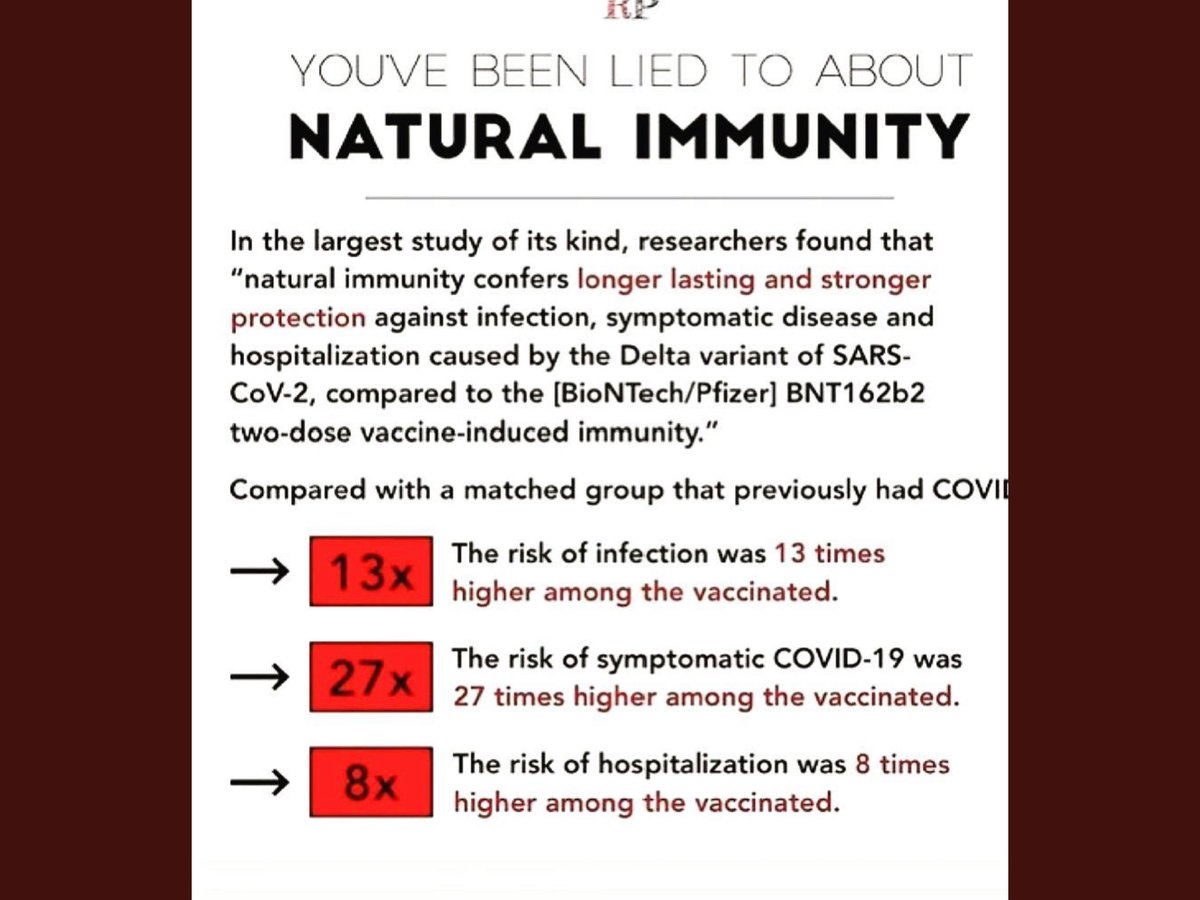 RP
YOU'VE BEEN LIED TO ABOUT
NATURAL IMMUNITY
In the largest study of its kind, researchers found that
“natural immunity confers longer lasting and stronger
protection against infection, symptomatic disease and
hospitalization caused by the Delta variant of SARS-
CoV-2, compared to the [BioNTech/Pfizer] BNT162b2
two-dose vaccine-induced immunity.”
Compared with a matched group that previously had COVI
→ 13x The risk of infection was 13 times
higher among the vaccinated.
→ 27x The risk of symptomatic COVID-19 was
27 times higher among the vaccinated.
→ 8x The risk of hospitalization was 8 times
higher among the vaccinated.